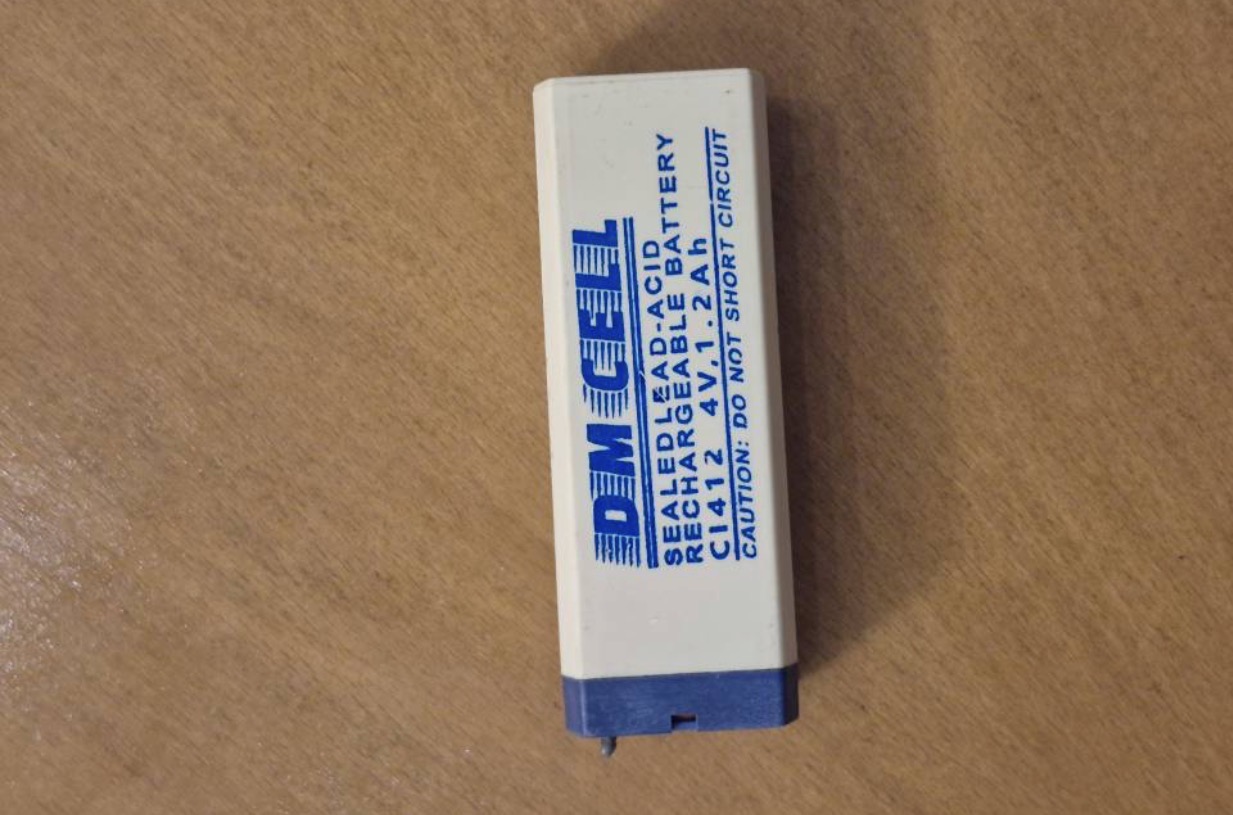 DM CELL
SEALED LEAD-ACID
RECHARGEABLE BATTERY
CI412 4V,1.2Ah
CAUTION: DO NOT SHORT CIRCUIT